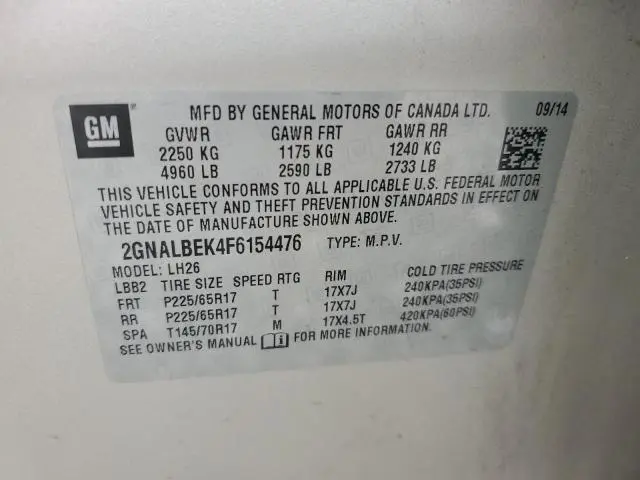 GM
MFD BY GENERAL MOTORS OF CANADA LTD. 09/14
GVWR GAWR FRT GAWR RR
2250 KG 1175 KG 1240 KG
4960 LB 2590 LB 2733 LB
THIS VEHICLE CONFORMS TO ALL APPLICABLE U.S. FEDERAL MOTOR
VEHICLE SAFETY AND THEFT PREVENTION STANDARDS IN EFFECT ON
THE DATE OF MANUFACTURE SHOWN ABOVE.
2GNALBEK4F6154476 TYPE: M.P.V.
MODEL: LH26
LBB2 TIRE SIZE SPEED RTG RIM COLD TIRE PRESSURE
FRT P225/65R17 T 17X7J 240KPA(35PSI)
RR P225/65R17 T 17X7J 240KPA(35PSI)
SPA T145/70R17 M 17X4.5T 420KPA(60PSI)
SEE OWNER'S MANUAL FOR MORE INFORMATION.